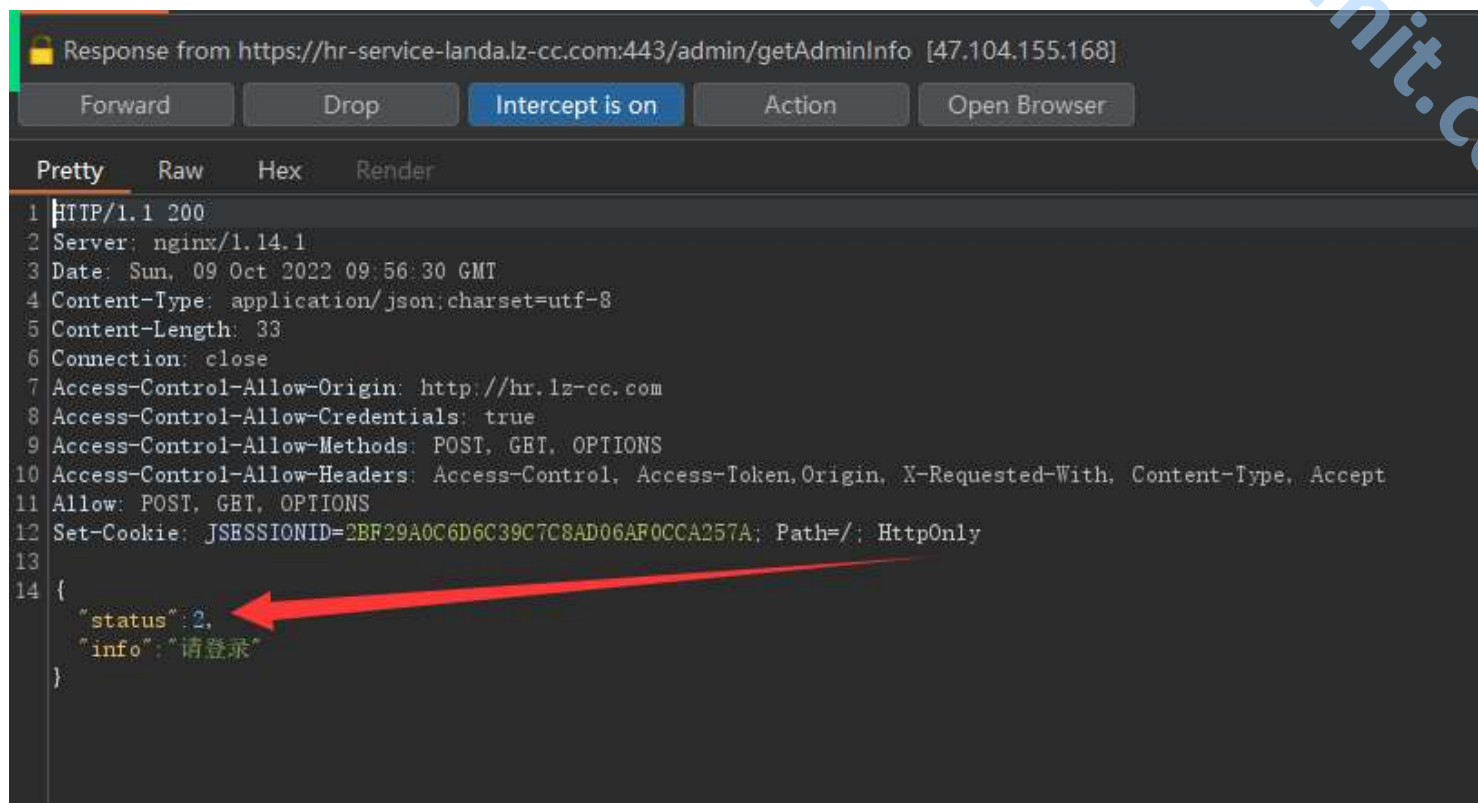 Response from https://hr-service-landa.lz-cc.com:443/admin/getAdminInfo [47.104.155.168]
Forward Drop Intercept is on Action Open Browser
Pretty Raw Hex Render
1 HTTP/1.1 200
2 Server: nginx/1.14.1
3 Date: Sun, 09 Oct 2022 09:56:30 GMT
4 Content-Type: application/json;charset=utf-8
5 Content-Length: 33
6 Connection: close
7 Access-Control-Allow-Origin: http://hr.lz-cc.com
8 Access-Control-Allow-Credentials: true
9 Access-Control-Allow-Methods: POST, GET, OPTIONS
10 Access-Control-Allow-Headers: Access-Control, Access-Token,Origin, X-Requested-With, Content-Type, Accept
11 Allow: POST, GET, OPTIONS
12 Set-Cookie: JSESSIONID=2BF29A0C6D6C39C7C8AD06AF0CCA257A; Path=/; HttpOnly
13
14 {
"status":2,
"info":"请登录"
}